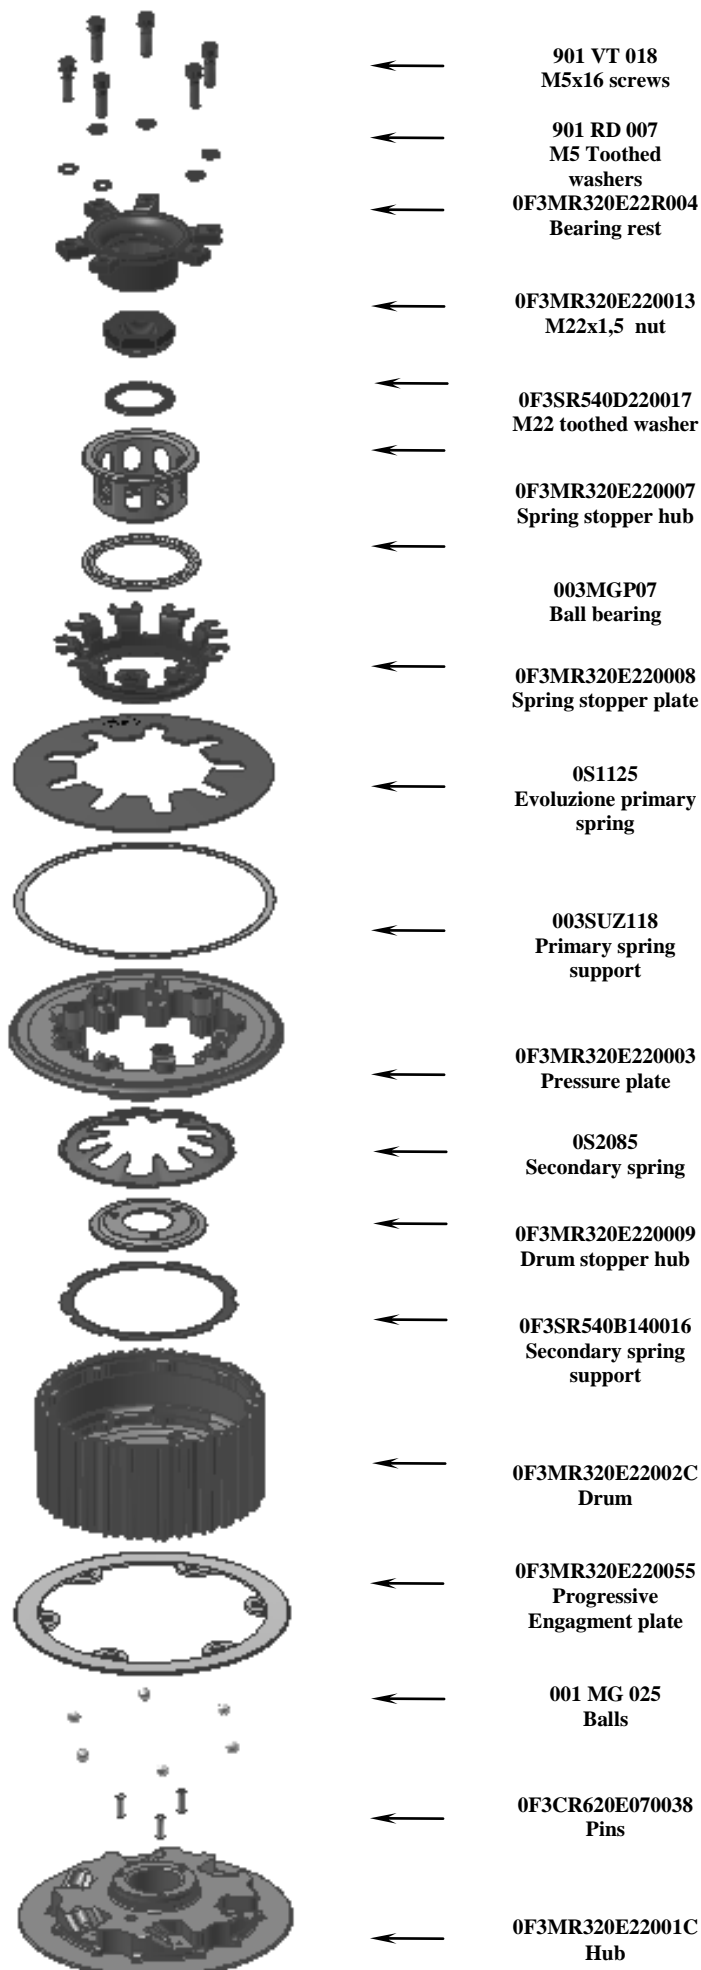 901 VT 018
M5x16 screws
901 RD 007
M5 Toothed
washers
0F3MR320E22R004
Bearing rest
0F3MR320E220013
M22x1,5 nut
0F3SR540D220017
M22 toothed washer
0F3MR320E220007
Spring stopper hub
003MGP07
Ball bearing
0F3MR320E220008
Spring stopper plate
0S1125
Evoluzione primary
spring
003SUZ118
Primary spring
support
0F3MR320E220003
Pressure plate
0S2085
Secondary spring
0F3MR320E220009
Drum stopper hub
0F3SR540B140016
Secondary spring
support
0F3MR320E22002C
Drum
0F3MR320E220055
Progressive
Engagment plate
001 MG 025
Balls
0F3CR620E070038
Pins
0F3MR320E22001C
Hub